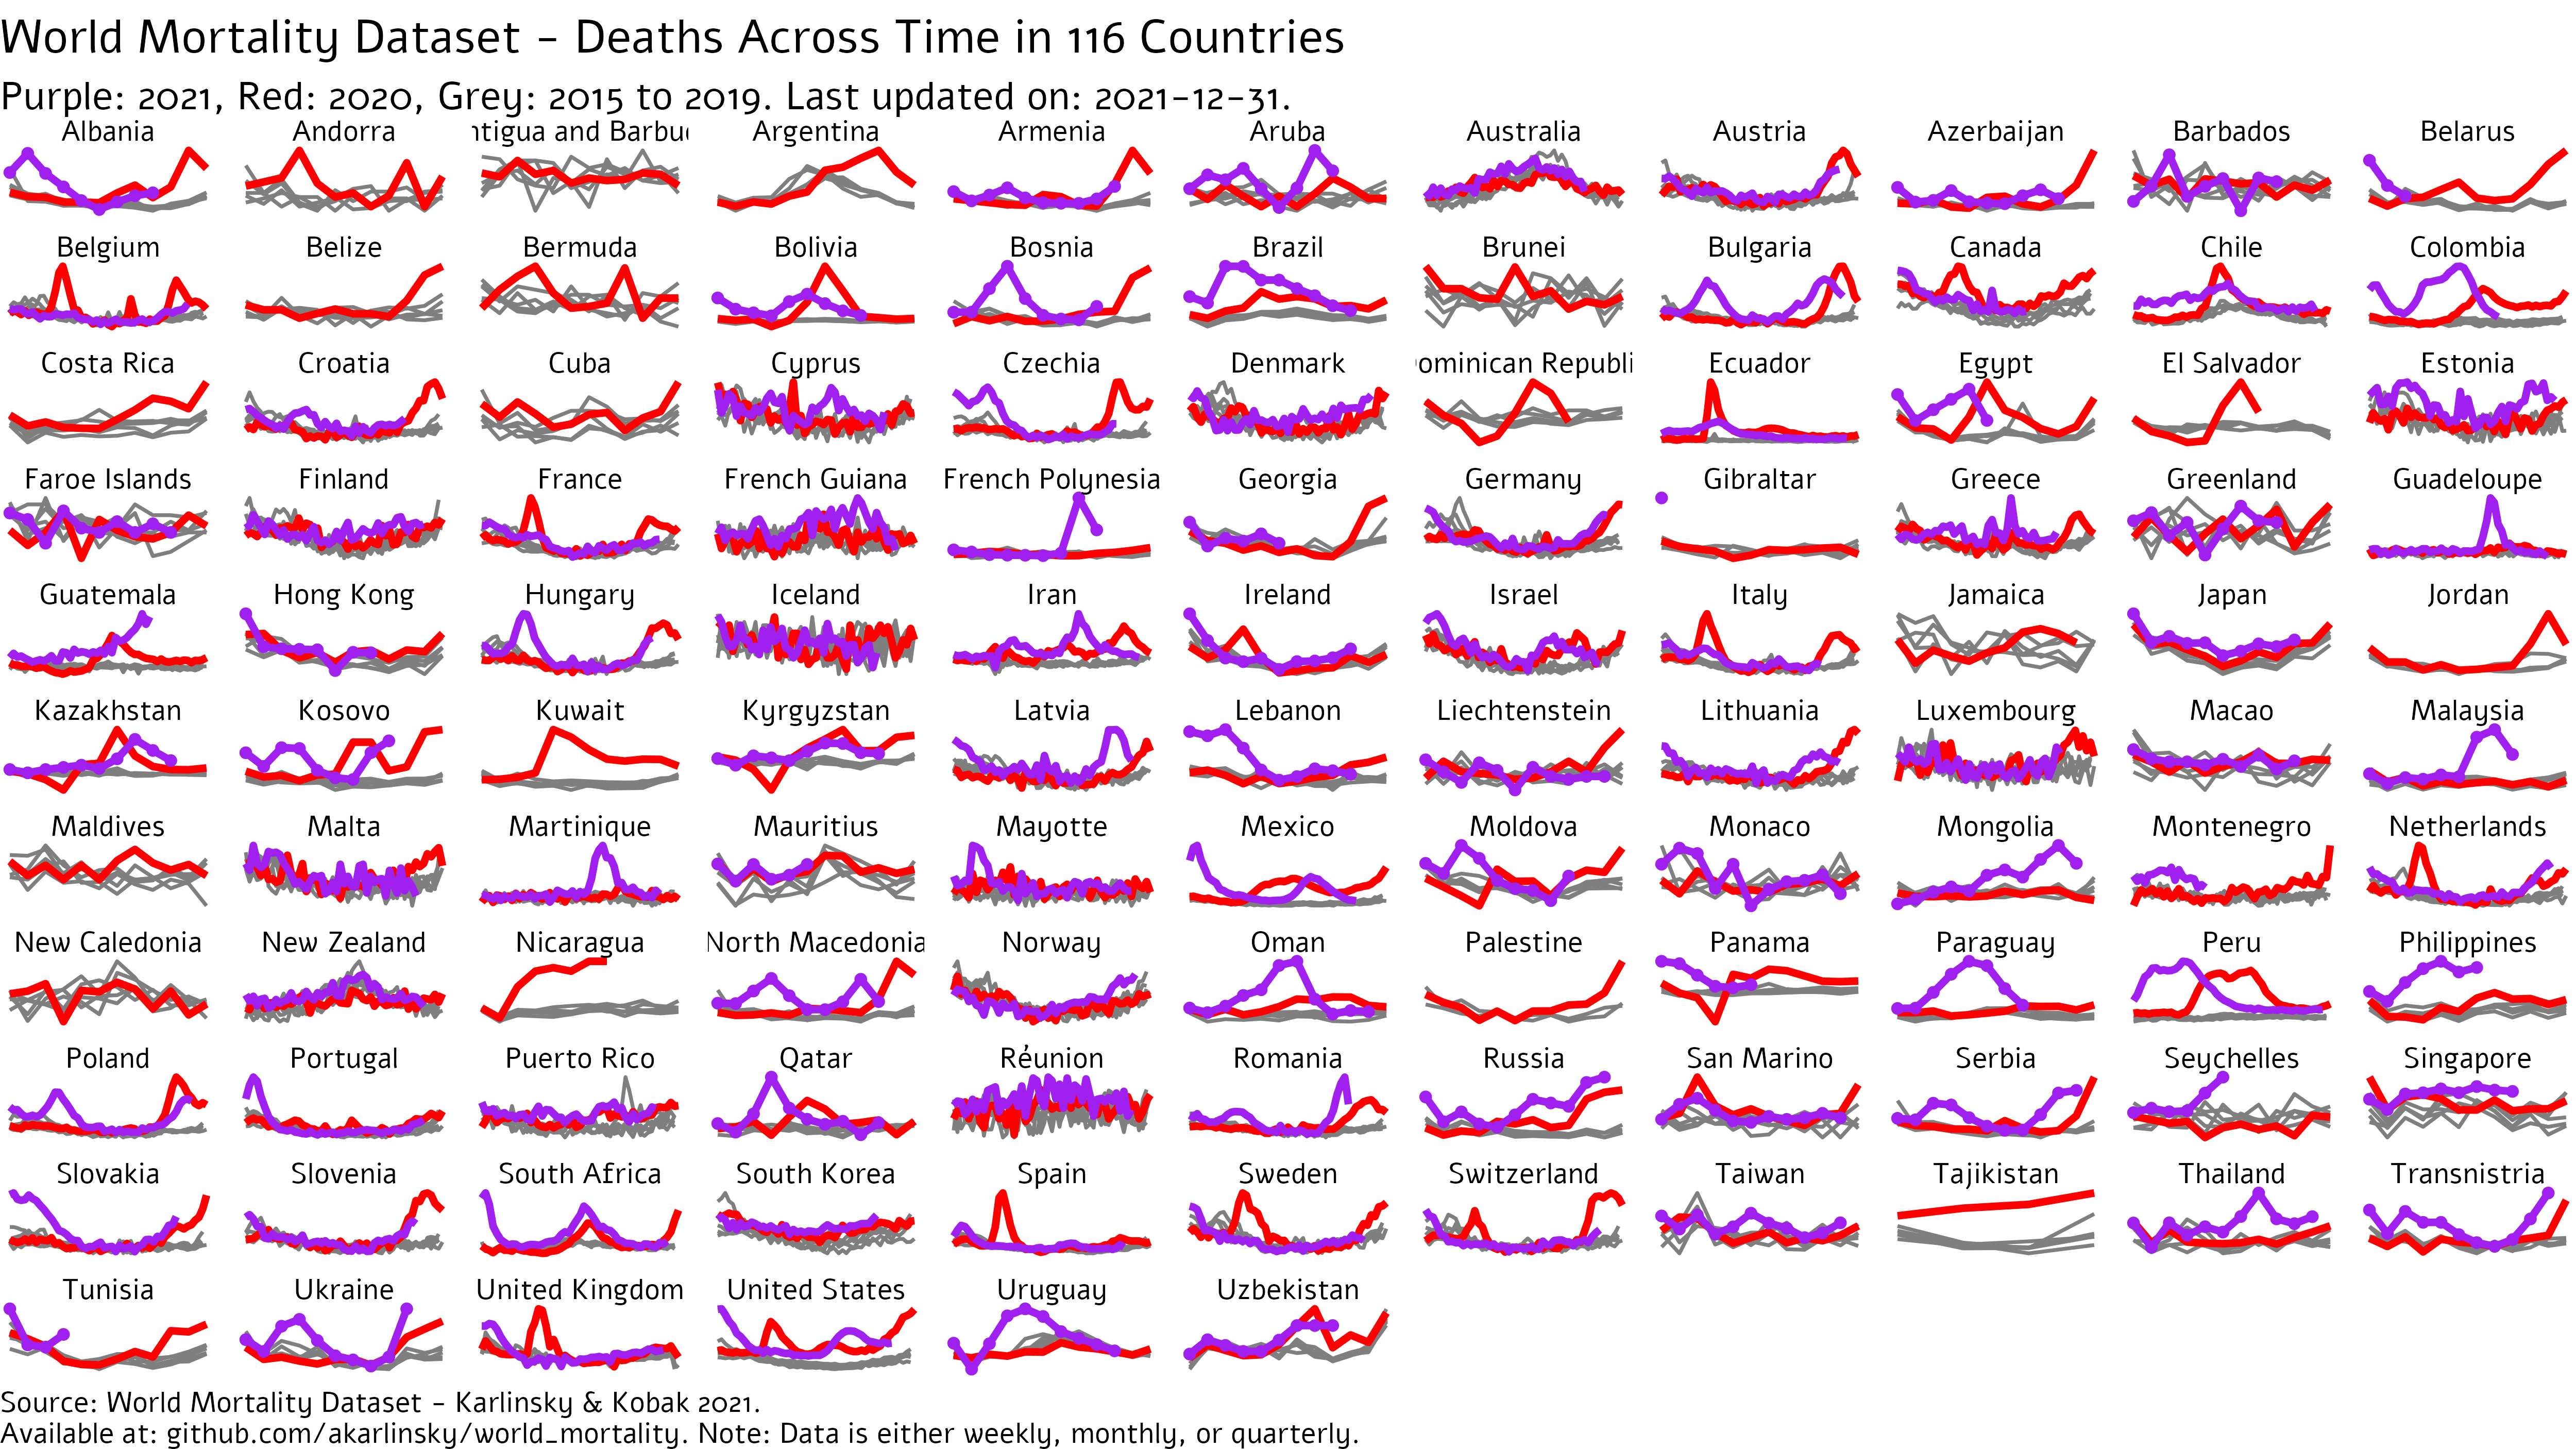 World Mortality Dataset - Deaths Across Time in 116 Countries
Purple: 2021, Red: 2020, Grey: 2015 to 2019. Last updated on: 2021-12-31.
Albania Andorra ntigua and Barbu Argentina Armenia Aruba Australia Austria Azerbaijan Barbados Belarus
Belgium Belize Bermuda Bolivia Bosnia Brazil Brunei Bulgaria Canada Chile Colombia
Costa Rica Croatia Cuba Cyprus Czechia Denmark ominican Republi Ecuador Egypt El Salvador Estonia
Faroe Islands Finland France French Guiana French Polynesia Georgia Germany Gibraltar Greece Greenland Guadeloupe
Guatemala Hong Kong Hungary Iceland Iran Ireland Israel Italy Jamaica Japan Jordan
Kazakhstan Kosovo Kuwait Kyrgyzstan Latvia Lebanon Liechtenstein Lithuania Luxembourg Macao Malaysia
Maldives Malta Martinique Mauritius Mayotte Mexico Moldova Monaco Mongolia Montenegro Netherlands
New Caledonia New Zealand Nicaragua North Macedonia Norway Oman Palestine Panama Paraguay Peru Philippines
Poland Portugal Puerto Rico Qatar Réunion Romania Russia San Marino Serbia Seychelles Singapore
Slovakia Slovenia South Africa South Korea Spain Sweden Switzerland Taiwan Tajikistan Thailand Transnistria
Tunisia Ukraine United Kingdom United States Uruguay Uzbekistan
Source: World Mortality Dataset - Karlinsky & Kobak 2021.
Available at: github.com/akarlinsky/world_mortality. Note: Data is either weekly, monthly, or quarterly.